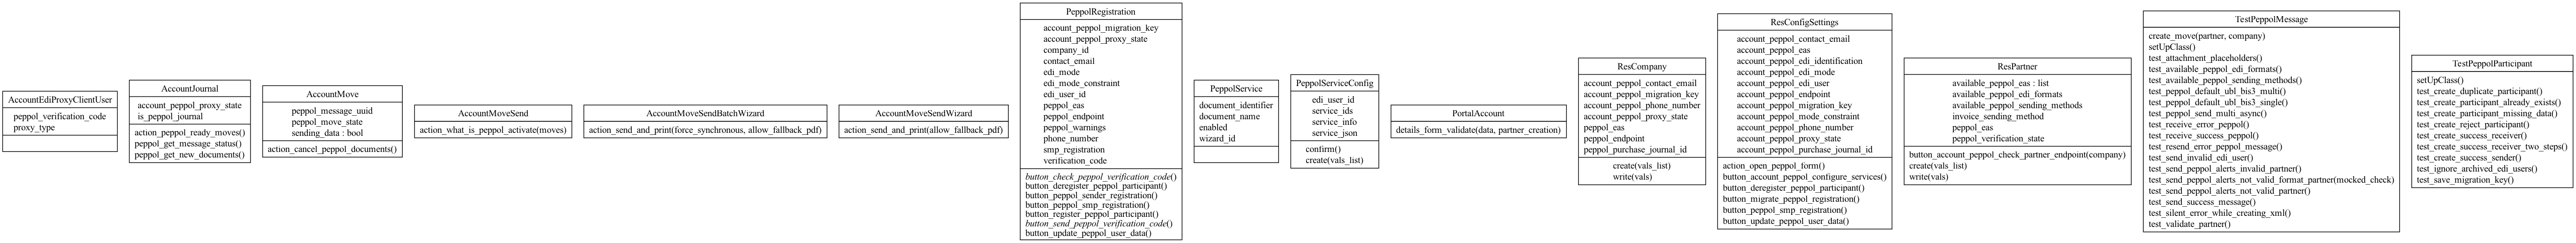 AccountEdiProxyClientUser
peppol_verification_code
proxy_type
AccountJournal
account_peppol_proxy_state
is_peppol_journal
action_peppol_ready_moves()
peppol_get_message_status()
peppol_get_new_documents()
AccountMove
peppol_message_uuid
peppol_move_state
sending_data : bool
action_cancel_peppol_documents()
AccountMoveSend
action_what_is_peppol_activate(moves)
AccountMoveSendBatchWizard
action_send_and_print(force_synchronous, allow_fallback_pdf)
AccountMoveSendWizard
action_send_and_print(allow_fallback_pdf)
PeppolRegistration
account_peppol_migration_key
account_peppol_proxy_state
company_id
contact_email
edi_mode
edi_mode_constraint
edi_user_id
peppol_eas
peppol_endpoint
peppol_warnings
phone_number
smp_registration
verification_code
button_check_peppol_verification_code()
button_deregister_peppol_participant()
button_peppol_sender_registration()
button_peppol_smp_registration()
button_register_peppol_participant()
button_send_peppol_verification_code()
button_update_peppol_user_data()
PeppolService
document_identifier
document_name
enabled
wizard_id
PeppolServiceConfig
edi_user_id
service_ids
service_info
service_json
confirm()
create(vals_list)
PortalAccount
details_form_validate(data, partner_creation)
ResCompany
account_peppol_contact_email
account_peppol_migration_key
account_peppol_phone_number
account_peppol_proxy_state
peppol_eas
peppol_endpoint
peppol_purchase_journal_id
create(vals_list)
write(vals)
ResConfigSettings
account_peppol_contact_email
account_peppol_eas
account_peppol_edi_identification
account_peppol_edi_mode
account_peppol_edi_user
account_peppol_endpoint
account_peppol_migration_key
account_peppol_mode_constraint
account_peppol_phone_number
account_peppol_proxy_state
account_peppol_purchase_journal_id
action_open_peppol_form()
button_account_peppol_configure_services()
button_deregister_peppol_participant()
button_migrate_peppol_registration()
button_peppol_smp_registration()
button_update_peppol_user_data()
ResPartner
available_peppol_eas : list
available_peppol_edi_formats
available_peppol_sending_methods
invoice_sending_method
peppol_eas
peppol_verification_state
button_account_peppol_check_partner_endpoint(company)
create(vals_list)
write(vals)
TestPeppolMessage
create_move(partner, company)
setUpClass()
test_attachment_placeholders()
test_available_peppol_edi_formats()
test_available_peppol_sending_methods()
test_peppol_default_ubl_bis3_multi()
test_peppol_default_ubl_bis3_single()
test_peppol_send_multi_async()
test_receive_error_peppol()
test_receive_success_peppol()
test_resend_error_peppol_message()
test_send_invalid_edi_user()
test_send_peppol_alerts_invalid_partner()
test_send_peppol_alerts_not_valid_format_partner(mocked_check)
test_send_peppol_alerts_not_valid_partner()
test_send_success_message()
test_silent_error_while_creating_xml()
test_validate_partner()
TestPeppolParticipant
setUpClass()
test_create_duplicate_participant()
test_create_participant_already_exists()
test_create_participant_missing_data()
test_create_reject_participant()
test_create_success_receiver()
test_create_success_receiver_two_steps()
test_create_success_sender()
test_ignore_archived_edi_users()
test_save_migration_key()